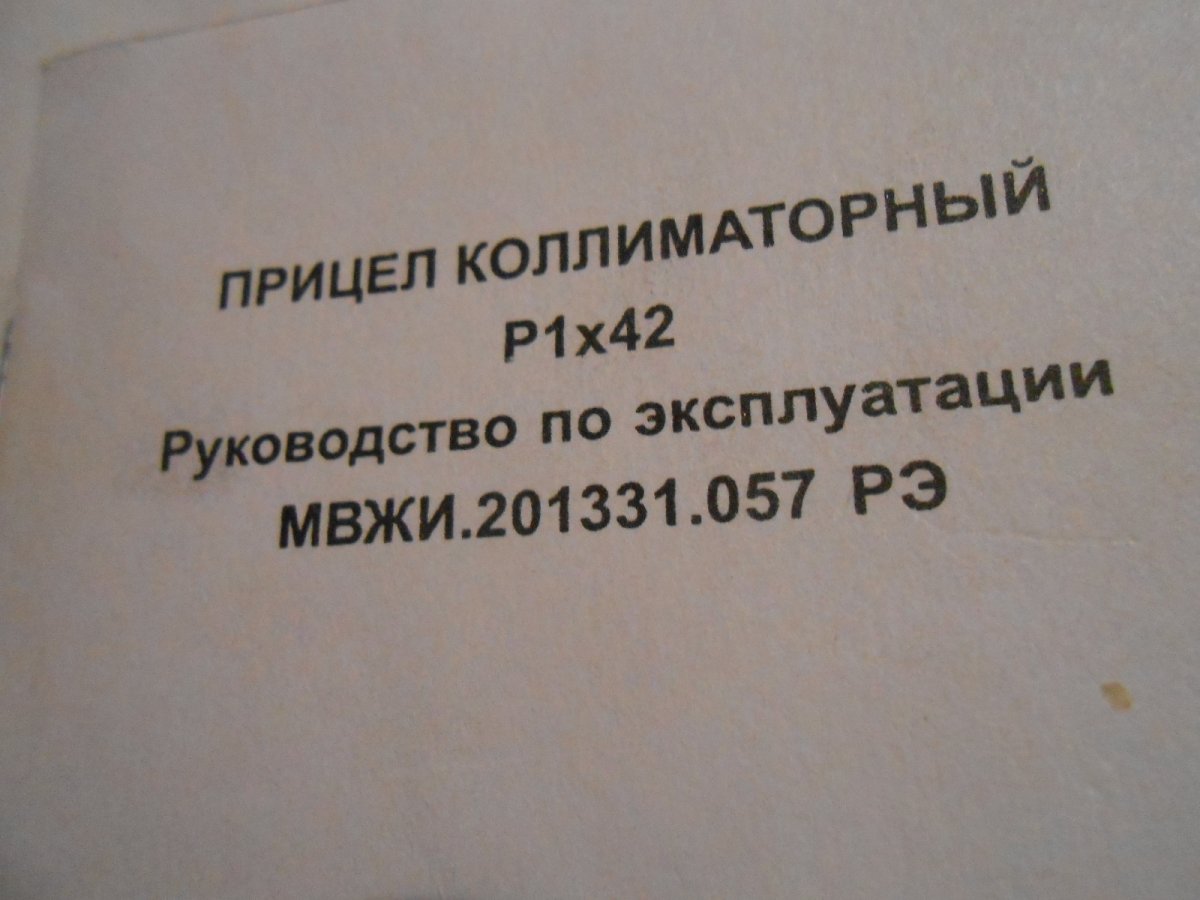 ПРИЦЕЛ КОЛЛИМАТОРНЫЙ
Р1х42
Руководство по эксплуатации
МВЖИ.201331.057 РЭ